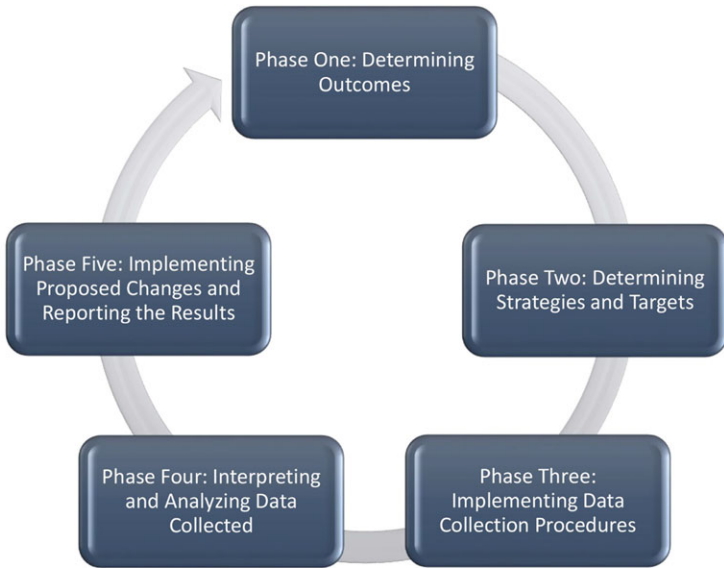 Phase One: Determining
Outcomes
Phase Two: Determining
Strategies and Targets
Phase Three:
Implementing Data
Collection Procedures
Phase Four: Interpreting
and Analyzing Data
Collected
Phase Five: Implementing
Proposed Changes and
Reporting the Results